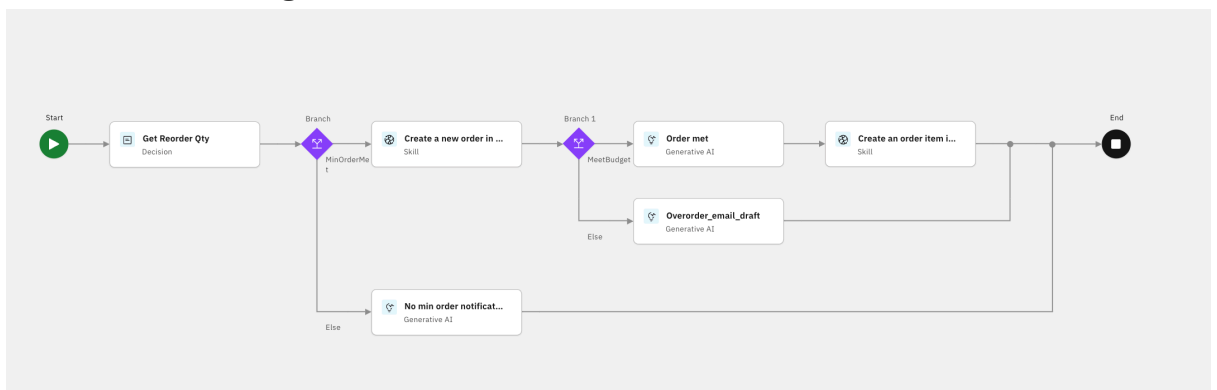 Start
Get Reorder Qty
Decision
Branch
MinOrderMe
t
Create a new order in ...
Skill
Branch 1
MeetBudget
Order met
Generative AI
Create an order item i...
Skill
End
Else
Overorder_email_draft
Generative AI
Else
No min order notificat...
Generative AI